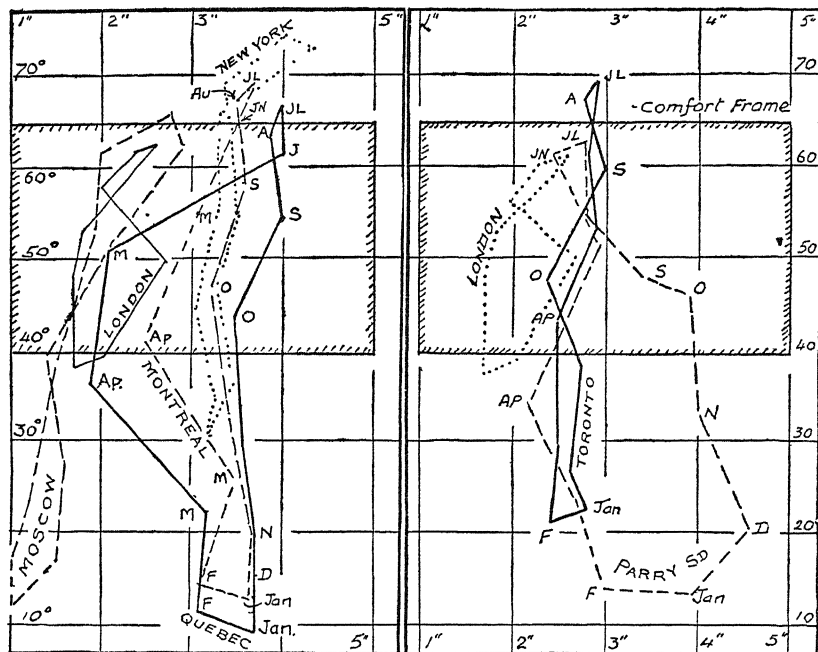 1" 2" 3" 5"
NEW YORK
70°
Au JL
JN JL
A
J
60°
S
M S
50°
M
LONDON
O
O
40°
Ap
Ap.
MONTREAL
30°
M
M
20°
MOSCOW
N
F D
F Jan
10°
QUEBEC Jan.
5"
1" 2" 3" 4" 5"
70
JL
A
Comfort Frame
JN JL
60
S
LONDON
50
O S O
AP
40
AP
N
TORONTO
30
Jan
F
20
D
PARRY SD
F Jan
10
1" 2" 3" 4" 5"